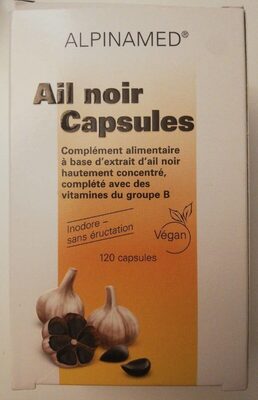 ALPINAMED®
Ail noir
Capsules
Complément alimentaire
à base d'extrait d'ail noir
hautement concentré,
complété avec des
vitamines du groupe B
Inodore –
sans éructation
Végan
120 capsules